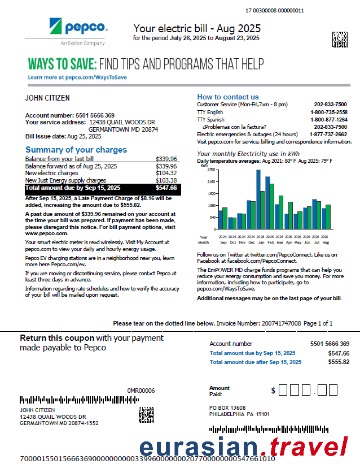 17 00300008 00000011
pepco.
An Exelon Company
Your electric bill - Aug 2025
for the period July 26, 2025 to August 23, 2025
WAYS TO SAVE: FIND TIPS AND PROGRAMS THAT HELP
Learn more at pepco.com/WaysToSave
JOHN CITIZEN
Account number: 5501 5666 369
Your service address: 12438 QUAIL WOODS DR
GERMANTOWN MD 20874
Bill Issue date: Aug 25, 2025
Summary of your charges
Balance from your last bill $339.96
Balance forward as of Aug 25, 2025 $339.96
New electric charges $104.32
New Just Energy supply charges $103.38
Total amount due by Sep 15, 2025 $547.66
After Sep 15, 2025, a Late Payment Charge of $8.16 will be
added, increasing the amount due to $555.82.
A past due amount of $339.96 remained on your account at
the time your bill was prepared. If payment has been made,
please disregard this notice. For bill payment options, visit
www.pepco.com.
Your smart electric meter is read wirelessly. Visit My Account at
pepco.com to view your daily and hourly energy usage.
Pepco EV charging stations are in a neighborhood near you, learn
more here Pepco.com/ev.
If you are moving or discontinuing service, please contact Pepco at
least three days in advance.
Information regarding rate schedules and how to verify the accuracy
of your bill will be mailed upon request.
How to contact us
Customer Service (Mon-Fri,7am - 8 pm) 202-833-7500
TTY English 1-800-735-2258
TTY Spanish 1-800-877-1264
¿Problemas con la factura? 202-833-7500
Electric emergencies & outages (24 hours) 1-877-737-2662
Visit pepco.com for service, billing and correspondence information.
Your monthly Electricity use in kWh
Daily temperature averages: Aug 2021: 80° F Aug 2025: 79° F
Year
Month
Follow us on Twitter at twitter.com/PepcoConnect. Like us on
Facebook at facebook.com/PepcoConnect.
The EmPOWER MD charge funds programs that can help you
reduce your energy consumption and save you money. For more
information, including how to participate, go to
pepco.com/WaysToSave.
Additional messages may be on the last page of your bill.
Please tear on the dotted line below. Invoice Number: 200741747008 Page 1 of 1
Return this coupon with your payment
made payable to Pepco
Account number 5501 5666 369
Total amount due by Sep 15, 2025 $547.66
Total amount due after Sep 15, 2025 $555.82
Amount
Paid:
$
OMR00006
JOHN CITIZEN
12438 QUAIL WOODS DR
GERMANTOWN MD 20874-1552
PO BOX 13608
PHILADELPHIA PA 19101
eurasian.travel